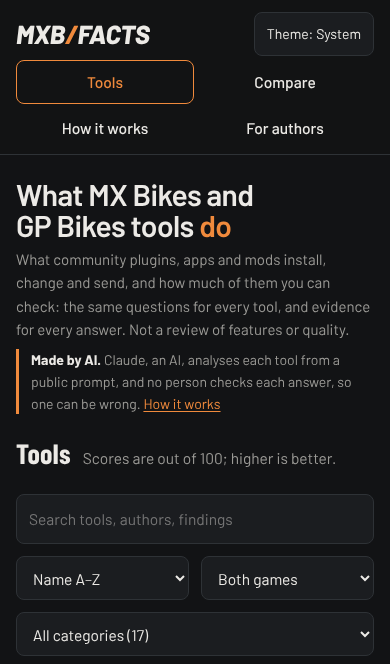 MXB/FACTS
Theme: System
Tools
Compare
How it works
For authors
What MX Bikes and
GP Bikes tools do
What community plugins, apps and mods install,
change and send, and how much of them you can
check: the same questions for every tool, and evidence
for every answer. Not a review of features or quality.
Made by AI. Claude, an AI, analyses each tool from a
public prompt, and no person checks each answer, so
one can be wrong. How it works
Tools Scores are out of 100; higher is better.
Search tools, authors, findings
Name A–Z
Both games
All categories (17)